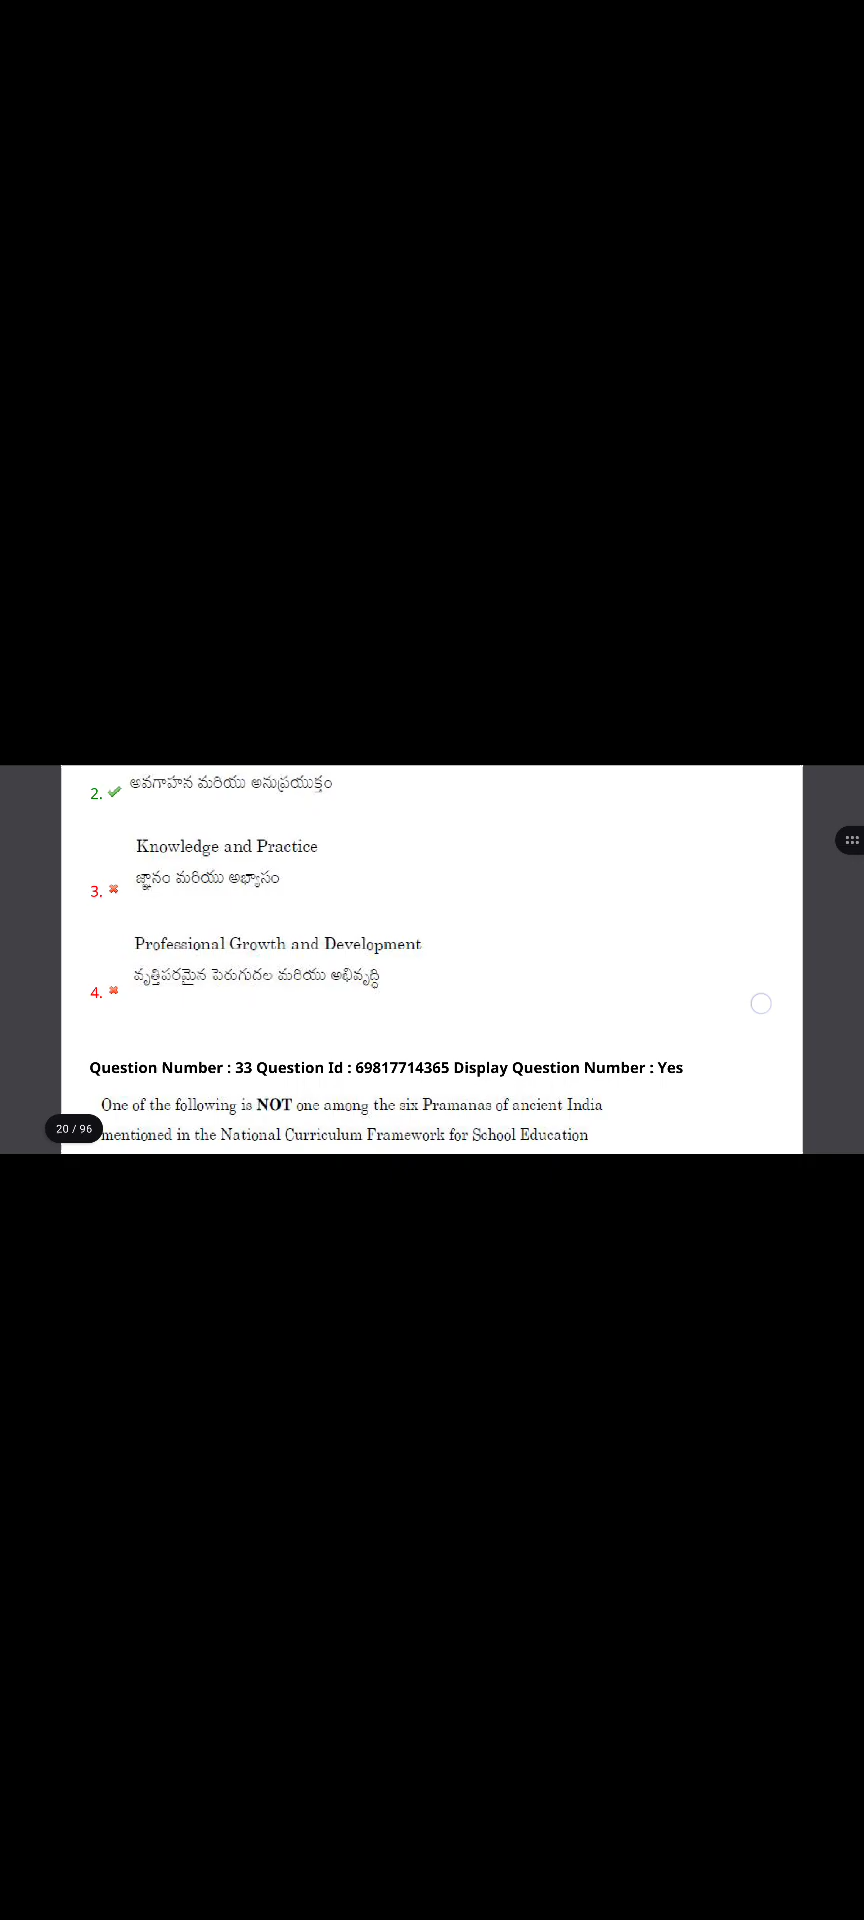 అవగాహన మరియు అనుప్రయుక్తం
2.
Knowledge and Practice
జ్ఞానం మరియు అభ్యాసం
3.
Professional Growth and Development
వృత్తిపరమైన పెరుగుదల మరియు అభివృద్ధి
4.
Question Number : 33 Question Id : 69817714365 Display Question Number : Yes
One of the following is NOT one among the six Pramanas of ancient India
20 / 96
mentioned in the National Curriculum Framework for School Education